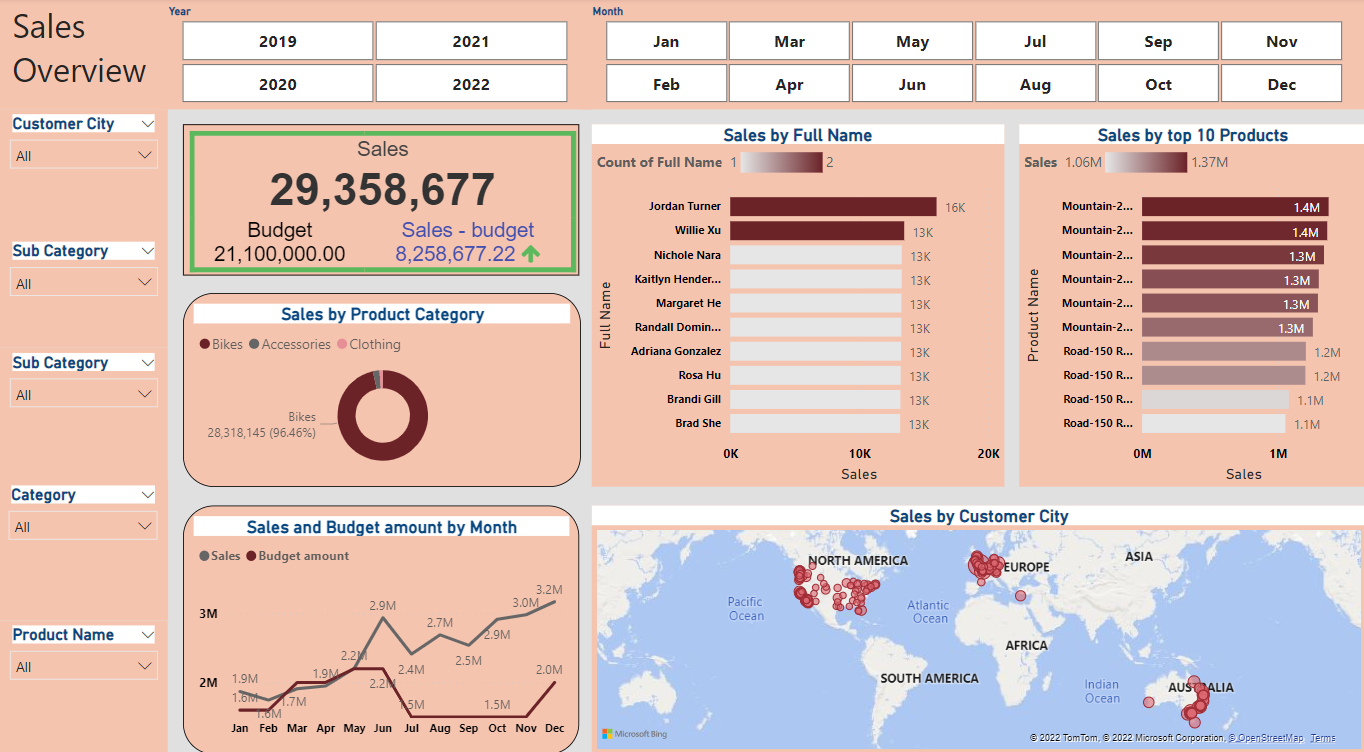 Sales
Overview
Year
2019
2021
2020
2022
Month
Jan
Mar
May
Jul
Sep
Nov
Feb
Apr
Jun
Aug
Oct
Dec
Customer City
All
Sub Category
All
Sub Category
All
Category
All
Product Name
All
Sales
29,358,677
Budget
21,100,000.00
Sales - budget
8,258,677.22
Sales by Product Category
Bikes Accessories Clothing
Bikes
28,318,145 (96.46%)
Sales and Budget amount by Month
Sales Budget amount
3M
2M
1.9M
1.6M
1.6M
1.7M
1.9M
2.2M
2.9M
2.2M
2.4M
1.5M
2.7M
2.5M
2.9M
1.5M
3.0M
3.2M
2.0M
Jan Feb Mar Apr May Jun Jul Aug Sep Oct Nov Dec
Sales by Full Name
Count of Full Name 1 2
Full Name
Jordan Turner 16K
Willie Xu 13K
Nichole Nara 13K
Kaitlyn Hender... 13K
Margaret He 13K
Randall Domin... 13K
Adriana Gonzalez 13K
Rosa Hu 13K
Brandi Gill 13K
Brad She 13K
0K 10K 20K
Sales
Sales by top 10 Products
Sales 1.06M 1.37M
Product Name
Mountain-2... 1.4M
Mountain-2... 1.4M
Mountain-2... 1.3M
Mountain-2... 1.3M
Mountain-2... 1.3M
Mountain-2... 1.3M
Road-150 R... 1.2M
Road-150 R... 1.2M
Road-150 R... 1.1M
Road-150 R... 1.1M
0M 1M
Sales
Sales by Customer City
NORTH AMERICA
EUROPE
ASIA
Pacific
Ocean
Atlantic
Ocean
AFRICA
SOUTH AMERICA
Indian
Ocean
AUSTRALIA
Microsoft Bing
© 2022 TomTom, © 2022 Microsoft Corporation, © OpenStreetMap Terms